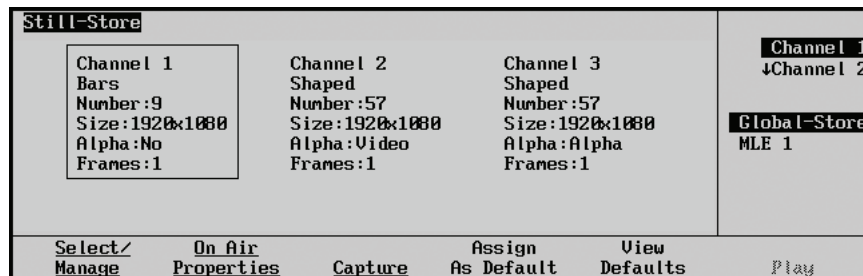 Still-Store
Channel 1
Bars
Number:9
Size:1920x1080
Alpha:No
Frames:1
Channel 2
Shaped
Number:57
Size:1920x1080
Alpha:Video
Frames:1
Channel 3
Shaped
Number:57
Size:1920x1080
Alpha:Alpha
Frames:1
Channel 1
↓Channel 2
Global-Store
MLE 1
Select/
Manage
On Air
Properties
Capture
Assign
As Default
View
Defaults
Play